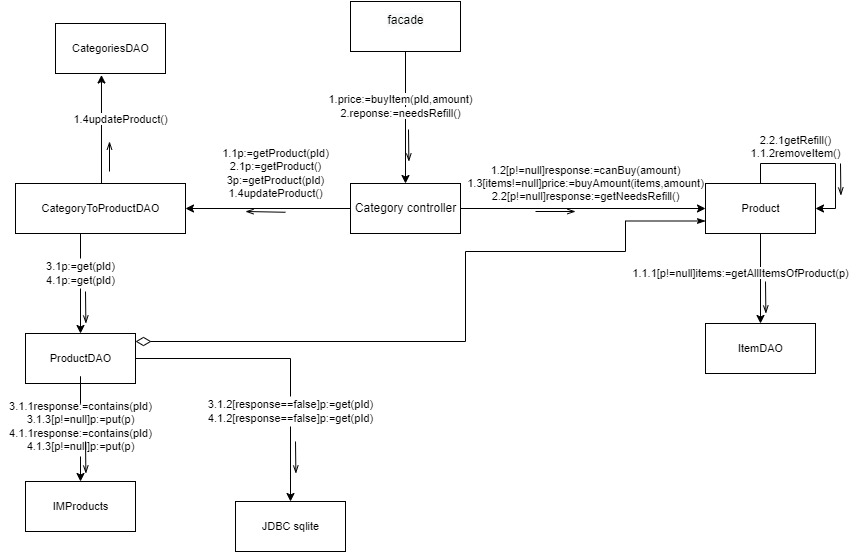 facade
CategoriesDAO
1.price:=buyItem(pId,amount)
2.reponse:=needsRefill()
1.4updateProduct()
1.1p:=getProduct(pId)
2.1p:=getProduct()
3p:=getProduct(pId)
1.4updateProduct()
1.2[p!=null]response:=canBuy(amount)
1.3[items!=null]price:=buyAmount(items,amount)
2.2[p!=null]response:=getNeedsRefill()
2.2.1getRefill()
1.1.2removeItem()
CategoryToProductDAO
Category controller
Product
3.1p:=get(pId)
4.1p:=get(pId)
1.1.1[p!=null]items:=getAllItemsOfProduct(p)
ProductDAO
ItemDAO
3.1.1response:=contains(pId)
3.1.3[p!=null]p:=put(p)
4.1.1response:=contains(pId)
4.1.3[p!=null]p:=put(p)
3.1.2[response==false]p:=get(pId)
4.1.2[response==false]p:=get(pId)
IMProducts
JDBC sqlite